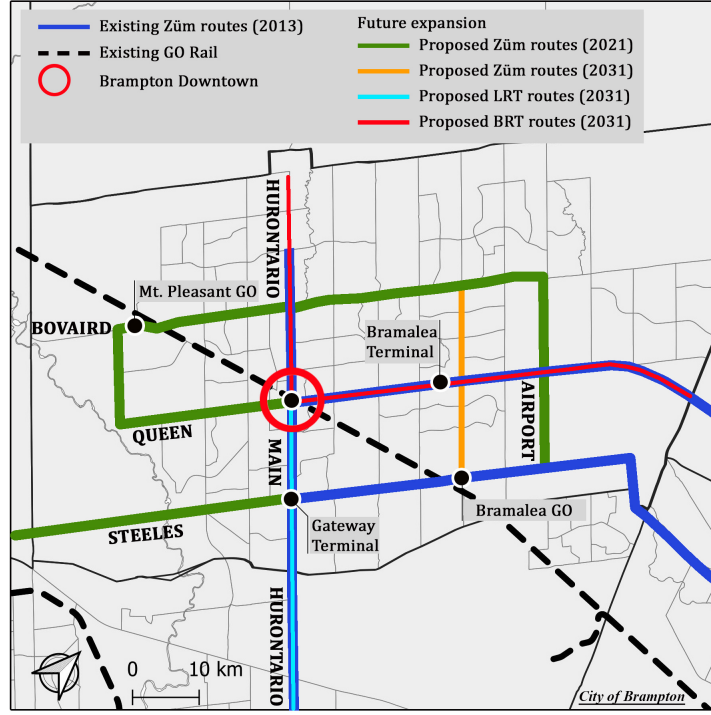 Existing Züm routes (2013)
Existing GO Rail
Brampton Downtown
Future expansion
Proposed Züm routes (2021)
Proposed Züm routes (2031)
Proposed LRT routes (2031)
Proposed BRT routes (2031)
HURONTARIO
Mt. Pleasant GO
BOVAIRD
Bramalea
Terminal
QUEEN
MAIN
AIRPORT
STEELES
Gateway
Terminal
Bramalea GO
HURONTARIO
0 10 km
City of Brampton